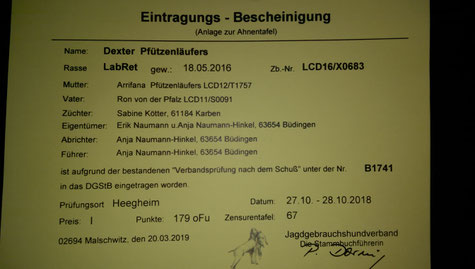 Eintragungs - Bescheinigung
(Anlage zur Ahnentafel)
Name: Dexter Pfützenläufers
Rasse LabRet gew.: 18.05.2016 Zb.-Nr. LCD16/X0683
Mutter: Arrifana Pfützenläufers LCD12/T1757
Vater: Ron von der Pfalz LCD11/S0091
Züchter: Sabine Kötter, 61184 Karben
Eigentümer: Erik Naumann u.Anja Naumann-Hinkel, 63654 Büdingen
Abrichter: Anja Naumann-Hinkel, 63654 Büdingen
Führer: Anja Naumann-Hinkel, 63654 Büdingen
ist aufgrund der bestandenen "Verbandsprüfung nach dem Schuß" unter der Nr. B1741
in das DGStB eingetragen worden.
Prüfungsort Heegheim Datum: 27.10. - 28.10.2018
Preis: I Punkte: 179 oFu Zensurentafel: 67
02694 Malschwitz, den 20.03.2019
Jagdgebrauchshundverband
Die Stammbuchführerin